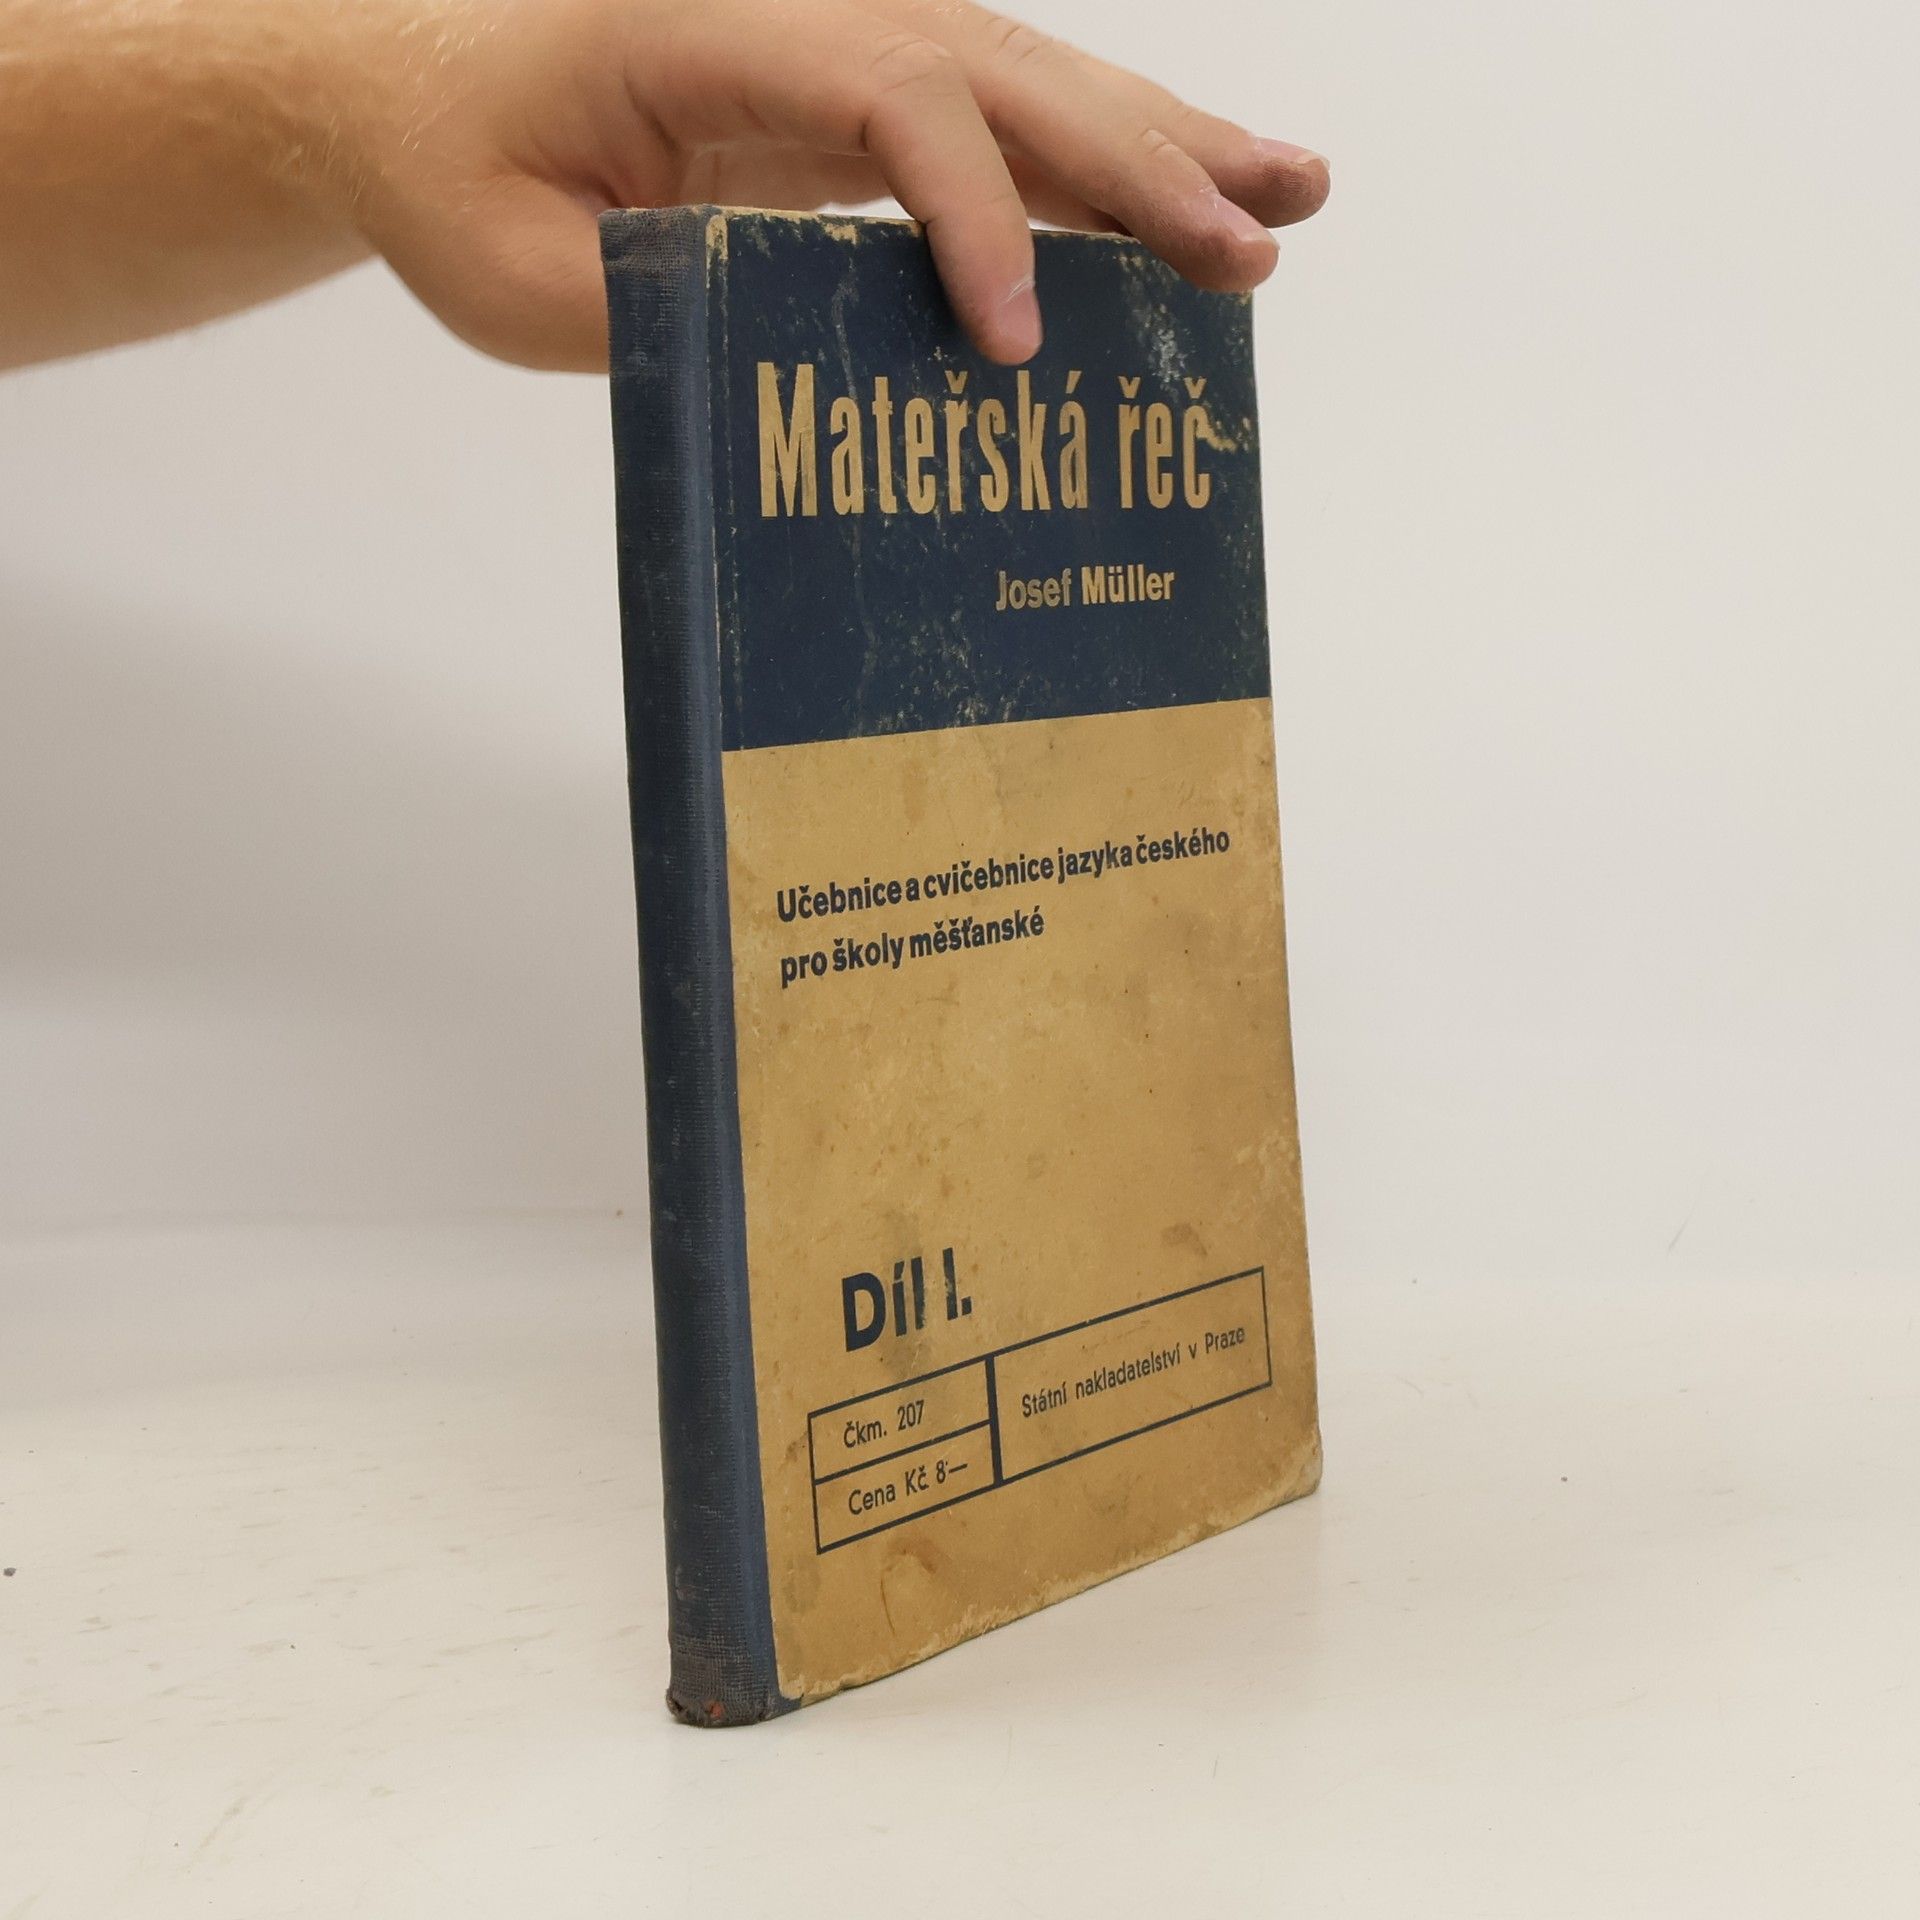 Mateřská řeč
Josef Müller
Učebnice a cvičebnice jazyka českého
pro školy měšťanské
Díl I.
Čkm. 207
Cena Kč 8·—
Státní nakladatelství v Praze